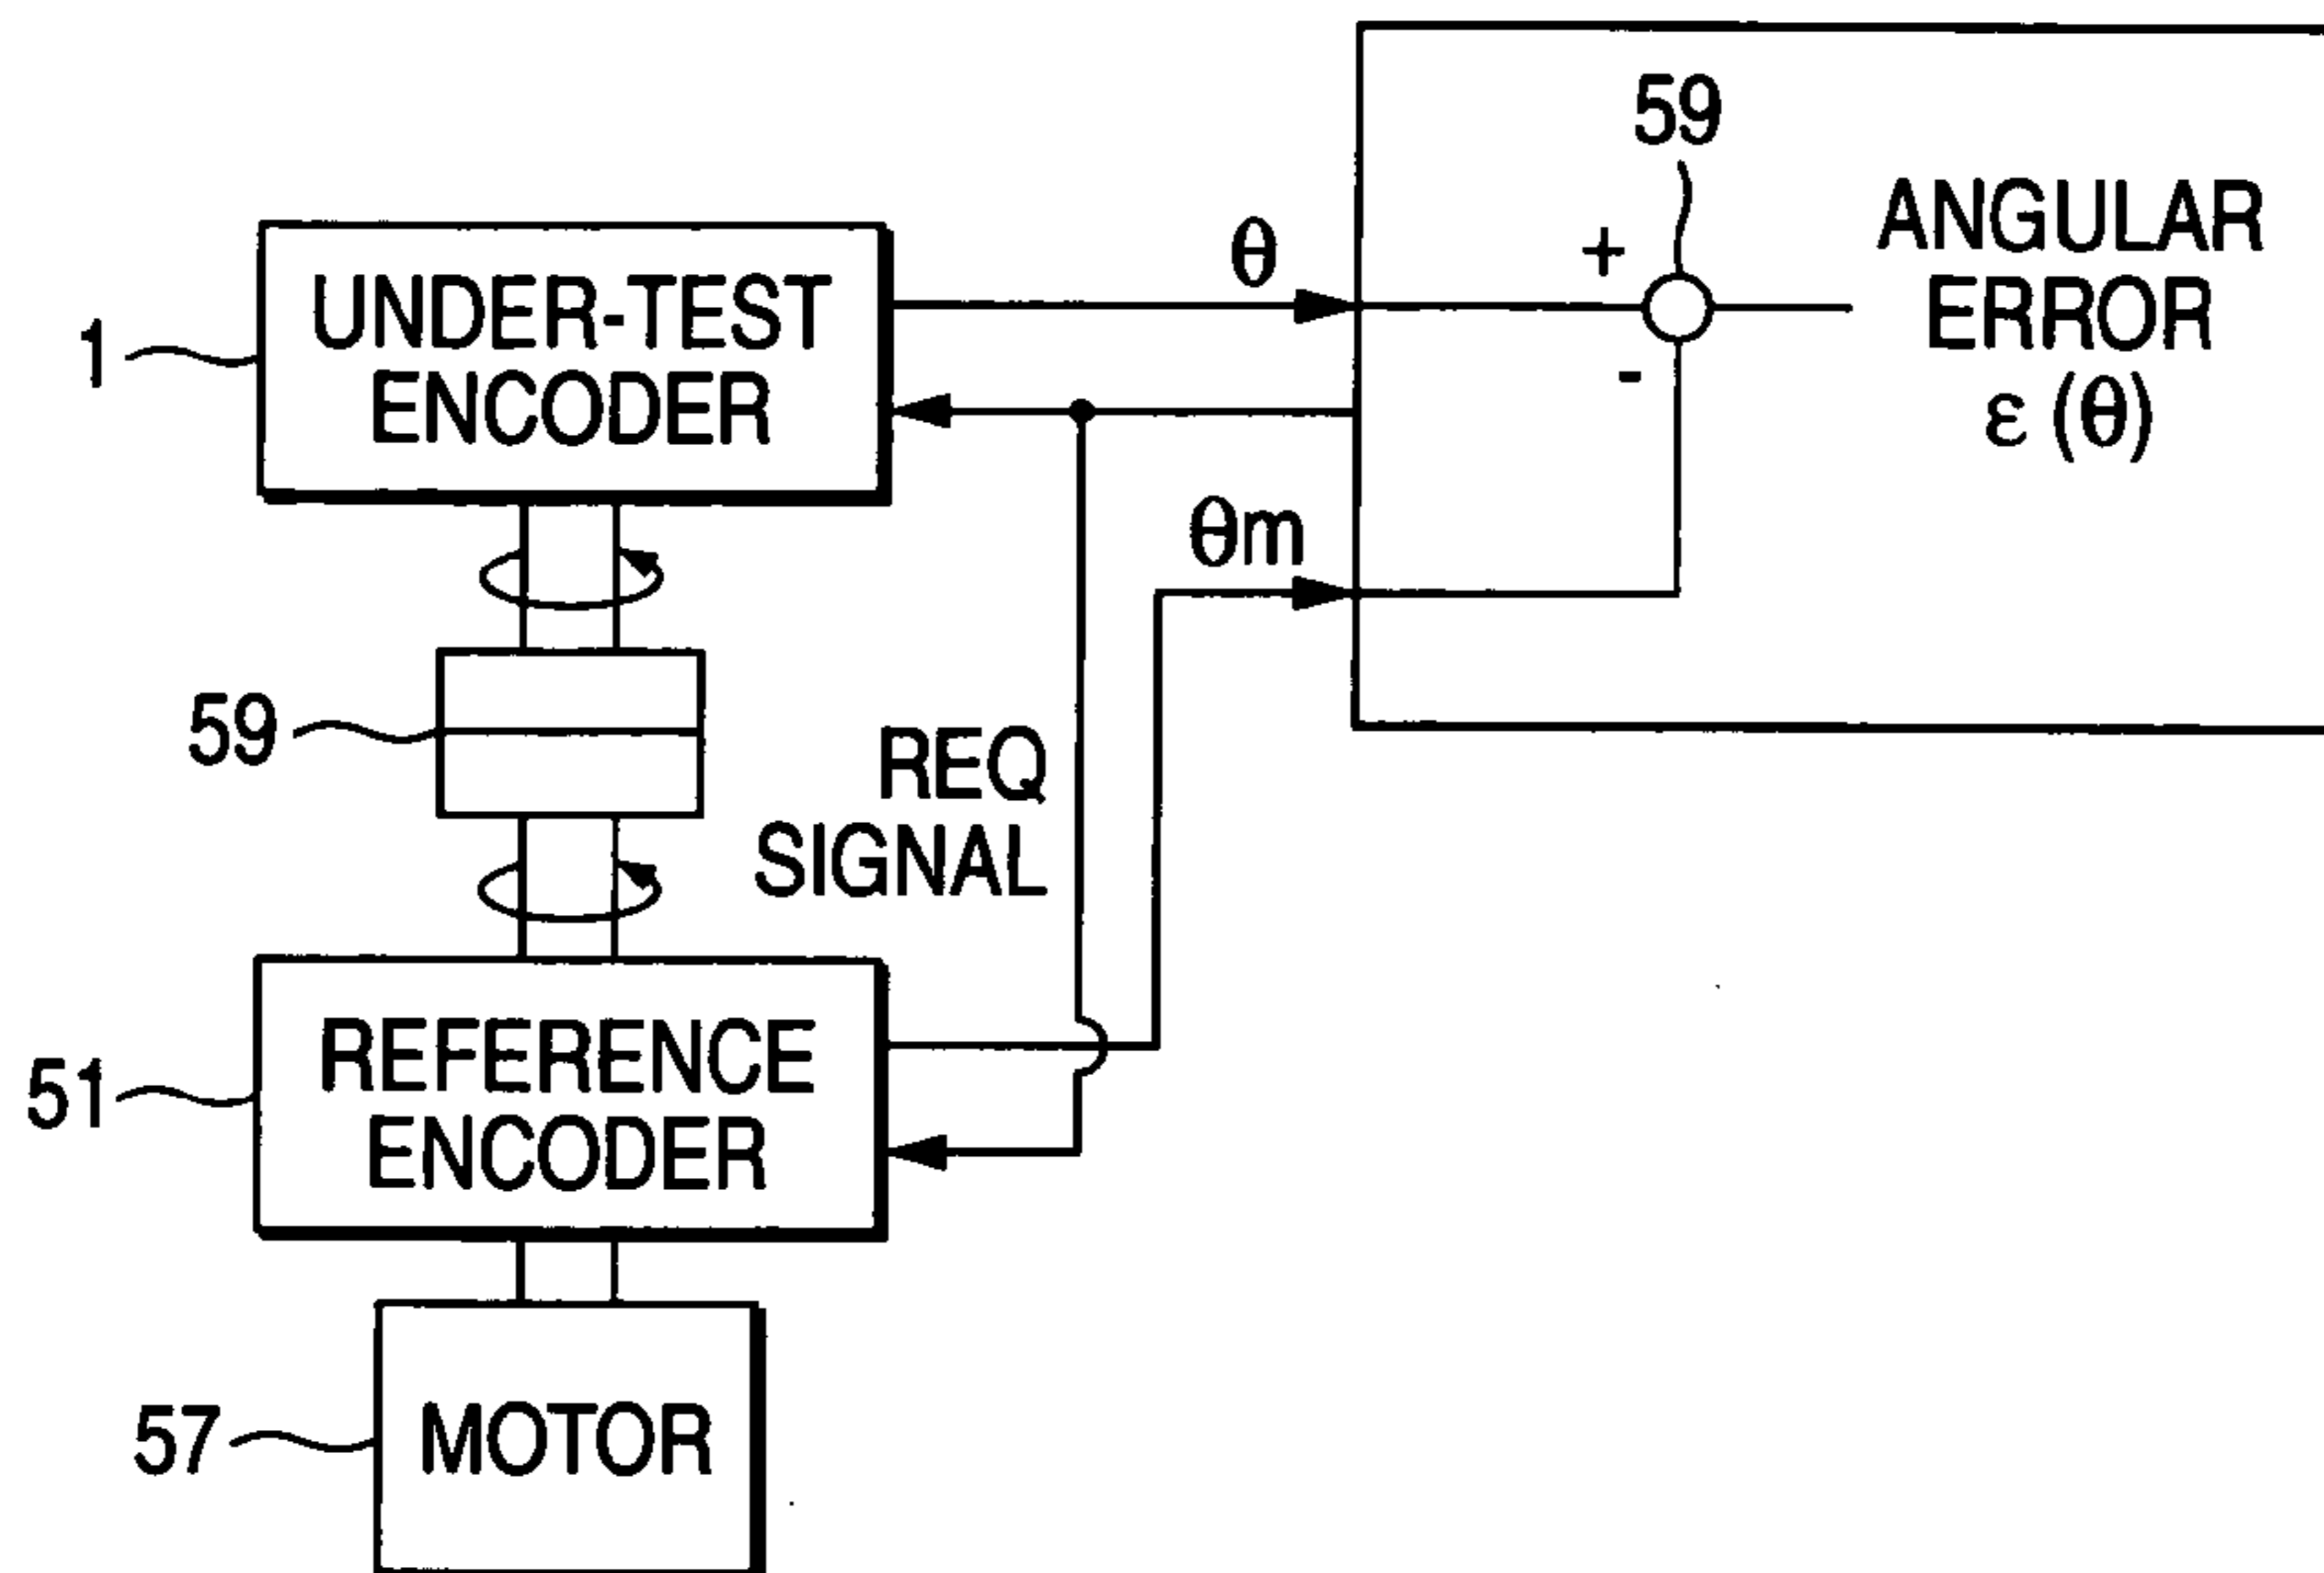 59
ANGULAR
ERROR
ε (θ)
+
-
θ
θm
1
UNDER-TEST
ENCODER
59
REQ
SIGNAL
51
REFERENCE
ENCODER
57
MOTOR